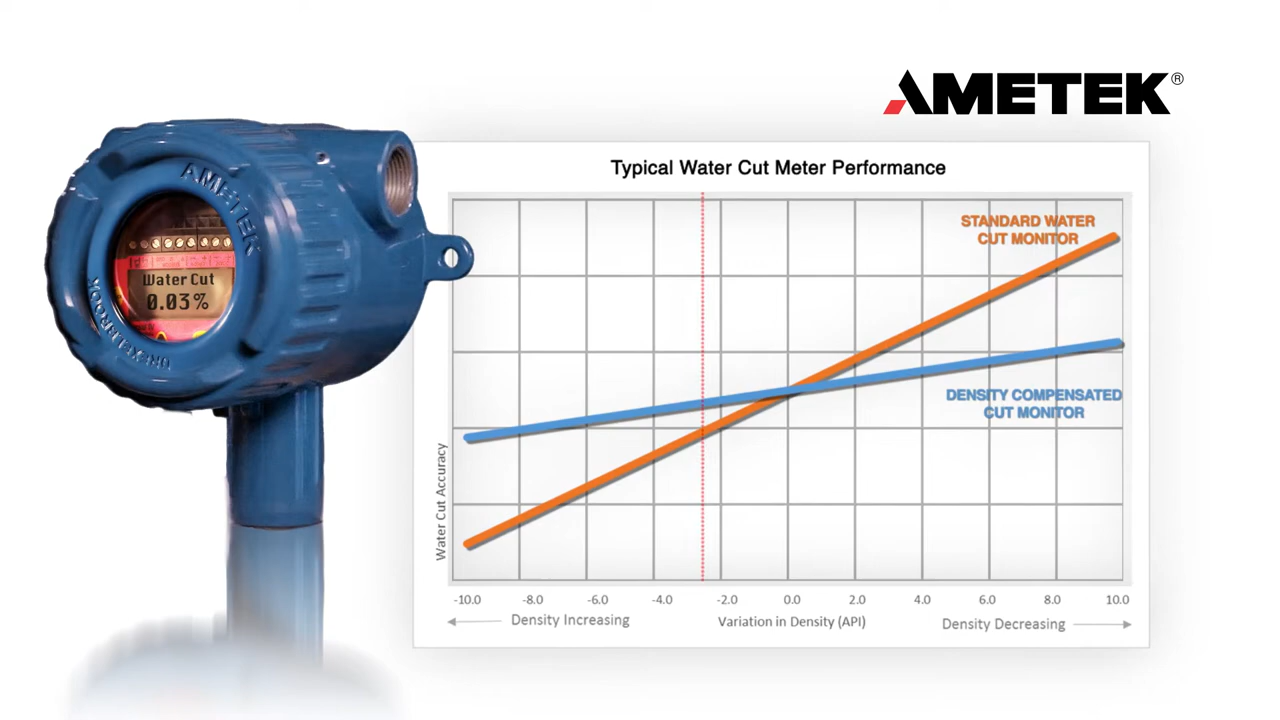 AMETEK®
Typical Water Cut Meter Performance
STANDARD WATER
CUT MONITOR
DENSITY COMPENSATED
CUT MONITOR
Water Cut Accuracy
-10.0 -8.0 -6.0 -4.0 -2.0 0.0 2.0 4.0 6.0 8.0 10.0
Density Increasing
Variation in Density (API)
Density Decreasing
AMETEK
Water Cut
0.03%
DREXELBROOK